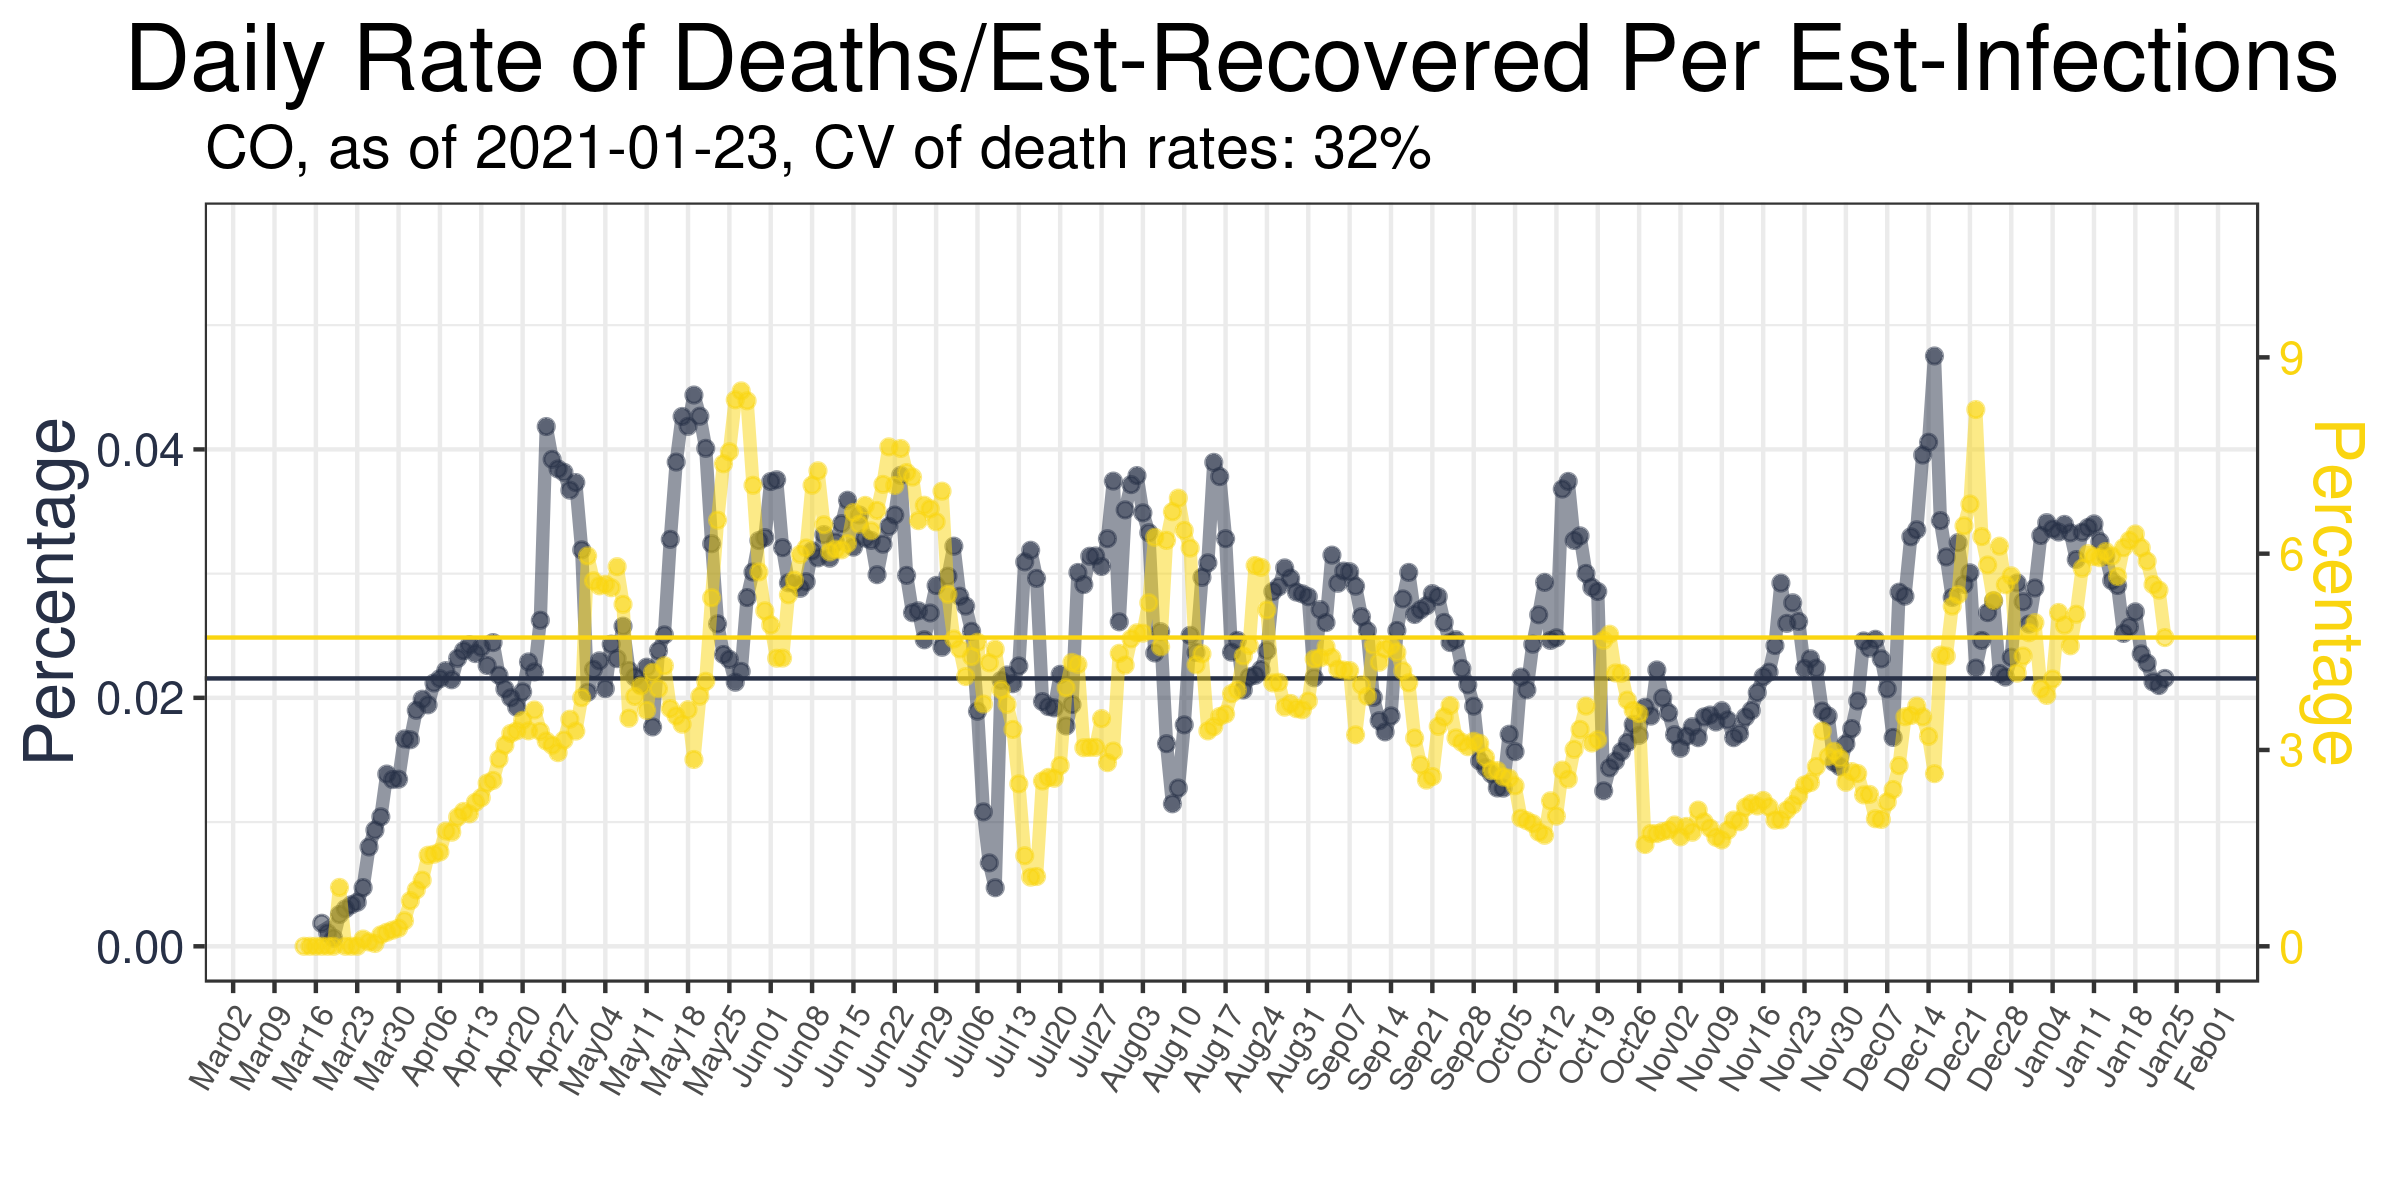 Daily Rate of Deaths/Est-Recovered Per Est-Infections
CO, as of 2021-01-23, CV of death rates: 32%
Percentage
0.04
0.02
0.00
9
6
3
0
Percentage
Mar02
Mar09
Mar16
Mar23
Mar30
Apr06
Apr13
Apr20
Apr27
May04
May11
May18
May25
Jun01
Jun08
Jun15
Jun22
Jun29
Jul06
Jul13
Jul20
Jul27
Aug03
Aug10
Aug17
Aug24
Aug31
Sep07
Sep14
Sep21
Sep28
Oct05
Oct12
Oct19
Oct26
Nov02
Nov09
Nov16
Nov23
Nov30
Dec07
Dec14
Dec21
Dec28
Jan04
Jan11
Jan18
Jan25
Feb01